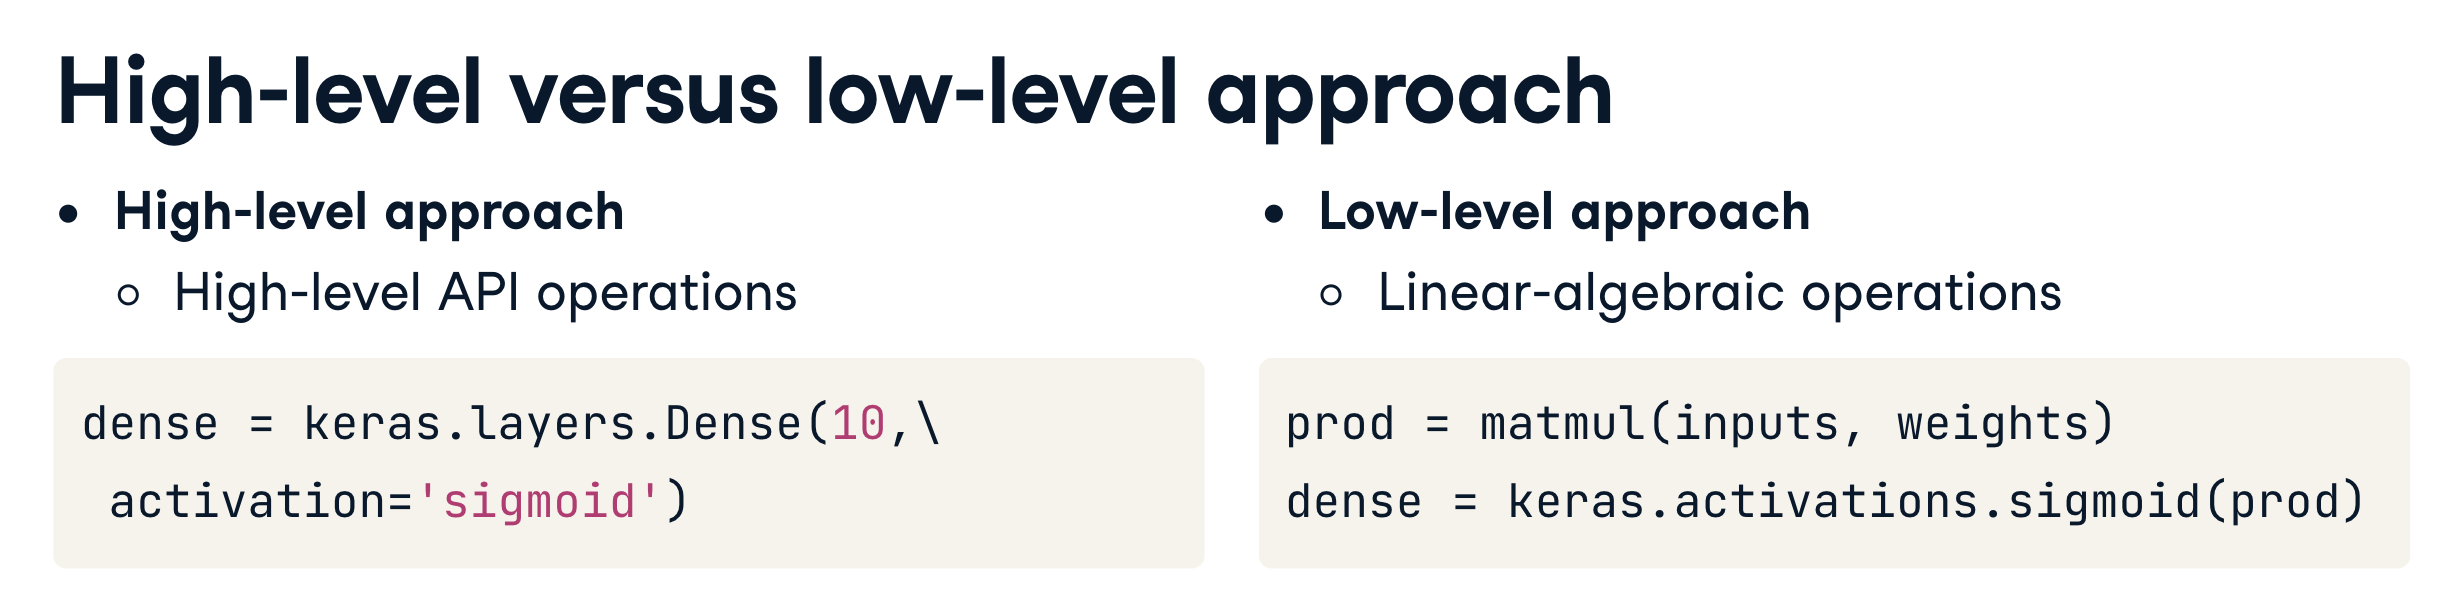 High-level versus low-level approach
• High-level approach
○ High-level API operations
dense = keras.layers.Dense(10,\
 activation='sigmoid')
• Low-level approach
○ Linear-algebraic operations
prod = matmul(inputs, weights)
dense = keras.activations.sigmoid(prod)